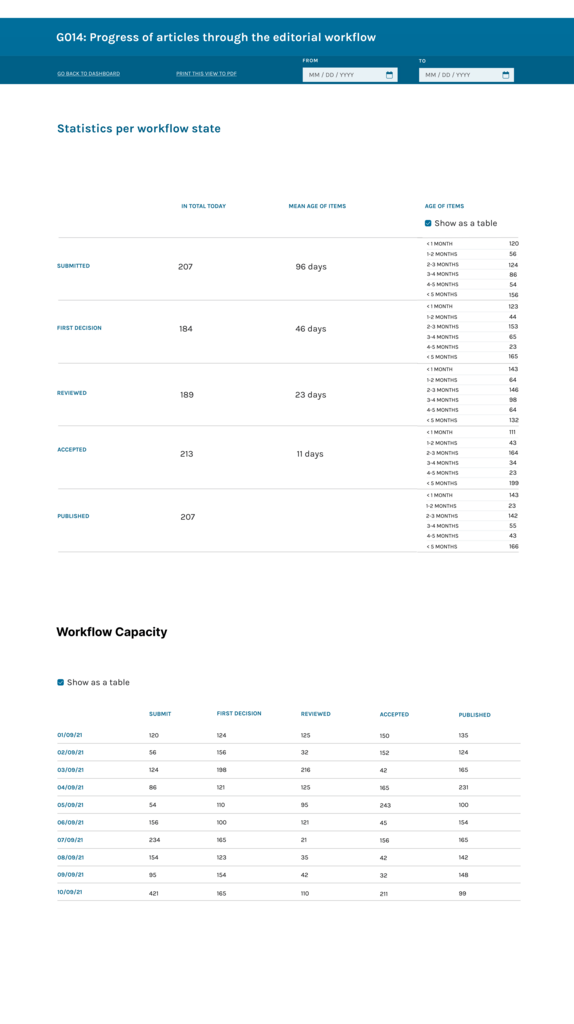 G014: Progress of articles through the editorial workflow
FROM
TO
GO BACK TO DASHBOARD
PRINT THIS VIEW TO PDF
MM / DD / YYYY
MM / DD / YYYY
Statistics per workflow state
IN TOTAL TODAY MEAN AGE OF ITEMS AGE OF ITEMS
Show as a table
SUBMITTED 207 96 days
< 1 MONTH 120
1-2 MONTHS 56
2-3 MONTHS 124
3-4 MONTHS 86
4-5 MONTHS 54
< 5 MONTHS 156
FIRST DECISION 184 46 days
< 1 MONTH 123
1-2 MONTHS 44
2-3 MONTHS 153
3-4 MONTHS 65
4-5 MONTHS 23
< 5 MONTHS 165
REVIEWED 189 23 days
< 1 MONTH 143
1-2 MONTHS 64
2-3 MONTHS 146
3-4 MONTHS 98
4-5 MONTHS 64
< 5 MONTHS 132
ACCEPTED 213 11 days
< 1 MONTH 111
1-2 MONTHS 43
2-3 MONTHS 164
3-4 MONTHS 34
4-5 MONTHS 23
< 5 MONTHS 199
PUBLISHED 207
< 1 MONTH 143
1-2 MONTHS 23
2-3 MONTHS 142
3-4 MONTHS 55
4-5 MONTHS 43
< 5 MONTHS 166
Workflow Capacity
Show as a table
SUBMIT FIRST DECISION REVIEWED ACCEPTED PUBLISHED
01/09/21 120 124 125 150 135
02/09/21 56 156 32 152 124
03/09/21 124 198 216 42 165
04/09/21 86 121 125 165 231
05/09/21 54 110 95 243 100
06/09/21 156 100 121 45 154
07/09/21 234 165 21 156 165
08/09/21 154 123 35 42 142
09/09/21 95 154 42 32 148
10/09/21 421 165 110 211 99